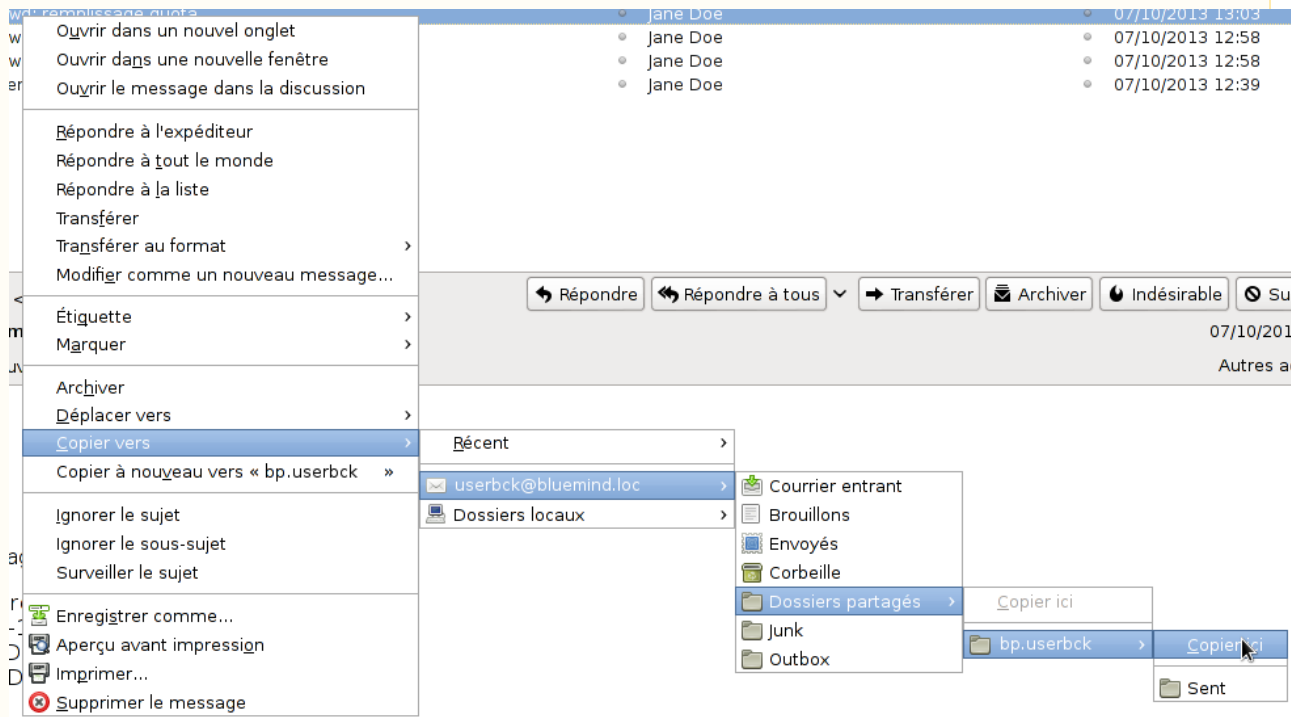 wd: remplissage quota Jane Doe 07/10/2013 13:03
Jane Doe 07/10/2013 12:58
Jane Doe 07/10/2013 12:58
Jane Doe 07/10/2013 12:39
Ouvrir dans un nouvel onglet
Ouvrir dans une nouvelle fenêtre
Ouvrir le message dans la discussion
Répondre à l'expéditeur
Répondre à tout le monde
Répondre à la liste
Transférer
Transférer au format
Modifier comme un nouveau message...
Étiquette
Marquer
Archiver
Déplacer vers
Copier vers
Copier à nouveau vers « bp.userbck »
Ignorer le sujet
Ignorer le sous-sujet
Surveiller le sujet
Enregistrer comme...
Aperçu avant impression
Imprimer...
Supprimer le message
Répondre Répondre à tous Transférer Archiver Indésirable Su
07/10/201
Autres a
Récent
userbck@bluemind.loc
Dossiers locaux
Courrier entrant
Brouillons
Envoyés
Corbeille
Dossiers partagés
Junk
Outbox
Copier ici
bp.userbck
Copier ici
Sent